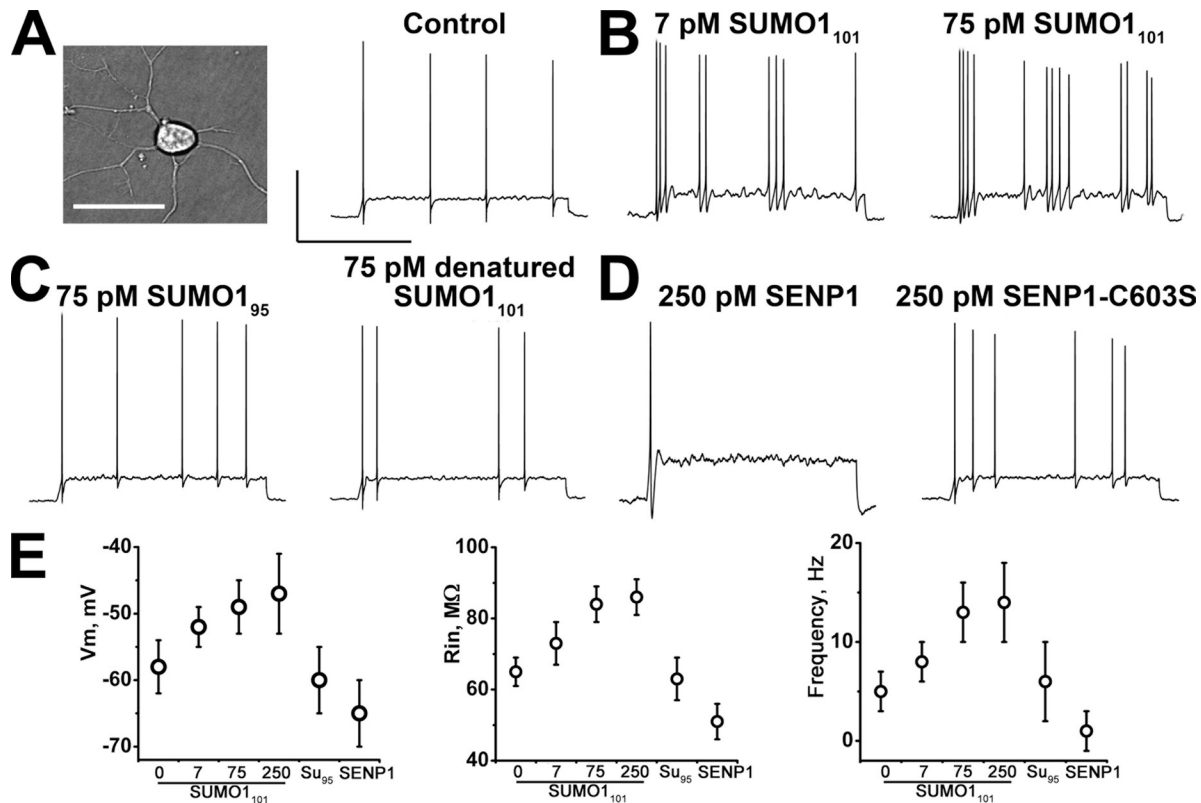 A
Control
B
7 pM SUMO1₁₀₁
75 pM SUMO1₁₀₁
C
75 pM SUMO1₉₅
75 pM denatured
SUMO1₁₀₁
D
250 pM SENP1
250 pM SENP1-C603S
E
Vm, mV
-40
-50
-60
-70
0 7 75 250 Su₉₅ SENP1
SUMO1₁₀₁
Rin, MΩ
100
80
60
40
0 7 75 250 Su₉₅ SENP1
SUMO1₁₀₁
Frequency, Hz
20
10
0
0 7 75 250 Su₉₅ SENP1
SUMO1₁₀₁